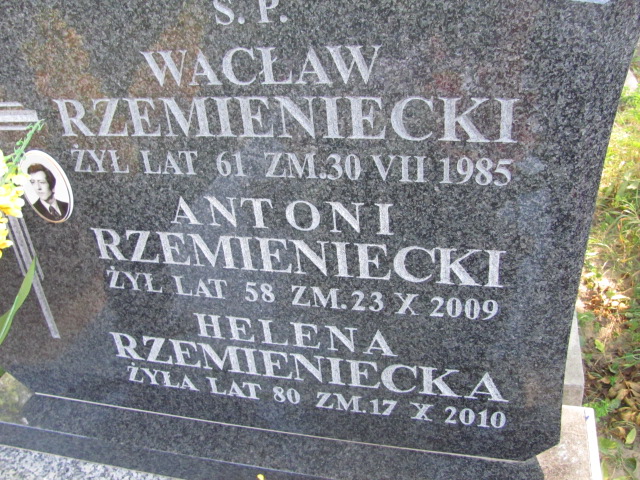 Ś. P.
WACŁAW
RZEMIENIECKI
ŻYŁ LAT 61 ZM.30 VII 1985
ANTONI
RZEMIENIECKI
ŻYŁ LAT 58 ZM.23 X 2009
HELENA
RZEMIENIECKA
ŻYŁA LAT 80 ZM.17 X 2010